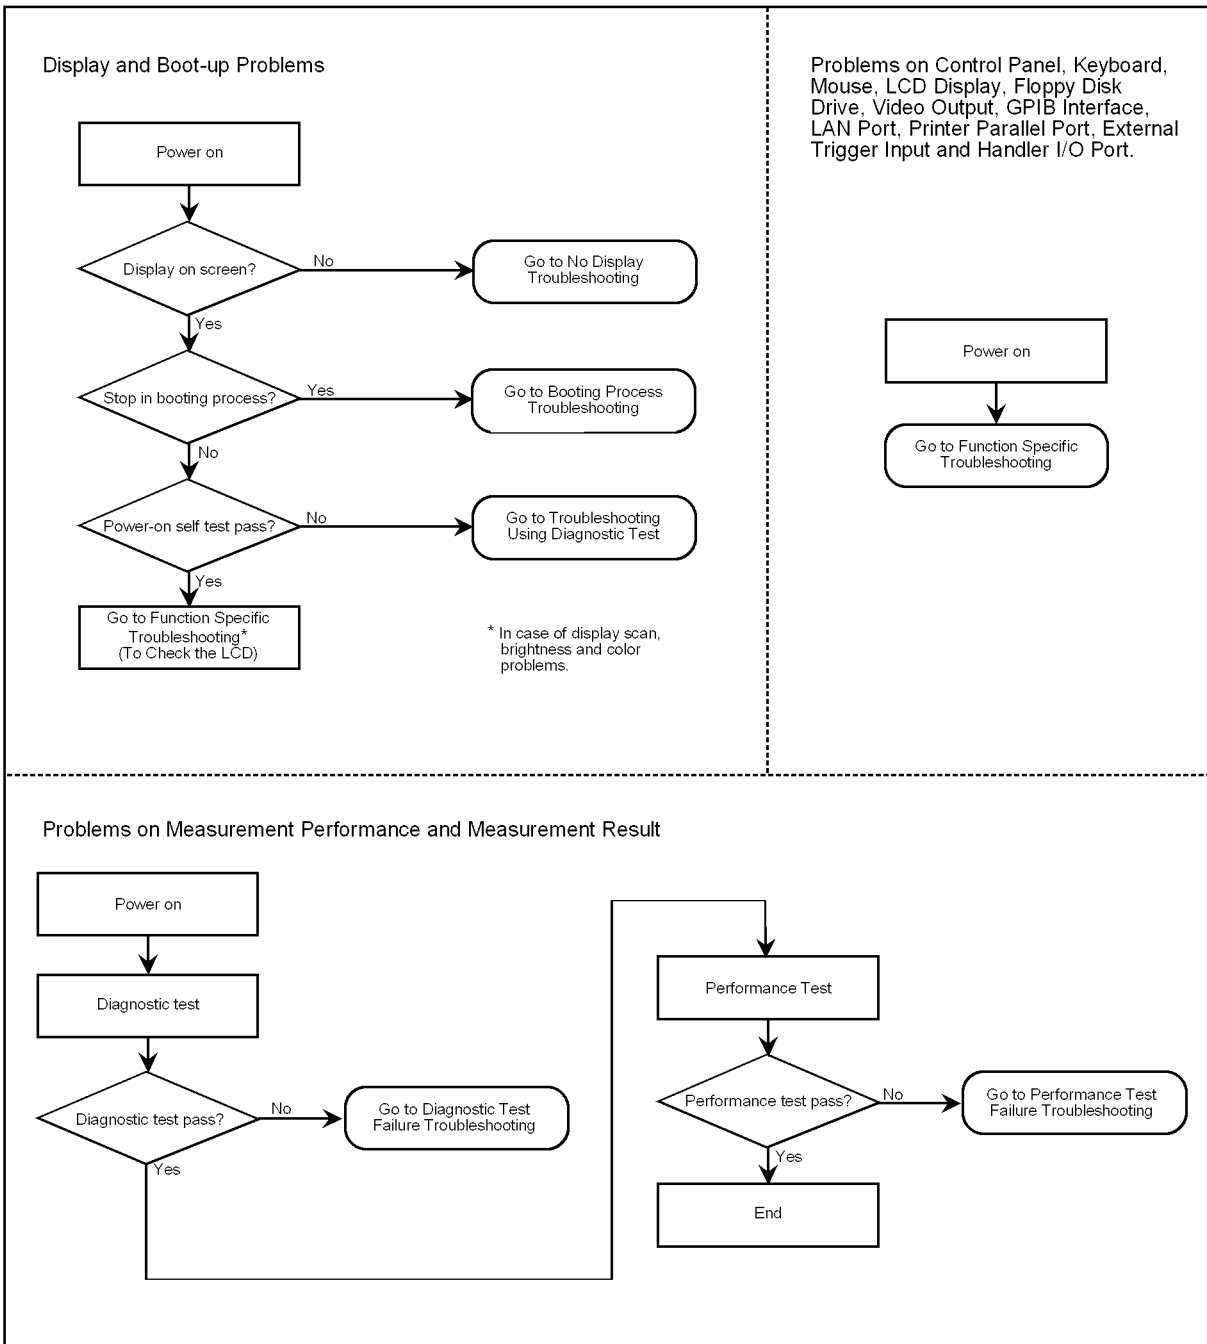 Display and Boot-up Problems
Power on
Display on screen?
No
Go to No Display
Troubleshooting
Yes
Stop in booting process?
Yes
Go to Booting Process
Troubleshooting
No
Power-on self test pass?
No
Go to Troubleshooting
Using Diagnostic Test
Yes
Go to Function Specific
Troubleshooting*
(To Check the LCD)
* In case of display scan,
brightness and color
problems.
Problems on Control Panel, Keyboard,
Mouse, LCD Display, Floppy Disk
Drive, Video Output, GPIB Interface,
LAN Port, Printer Parallel Port, External
Trigger Input and Handler I/O Port.
Power on
Go to Function Specific
Troubleshooting
Problems on Measurement Performance and Measurement Result
Power on
Diagnostic test
Diagnostic test pass?
No
Go to Diagnostic Test
Failure Troubleshooting
Yes
Performance Test
Performance test pass?
No
Go to Performance Test
Failure Troubleshooting
Yes
End